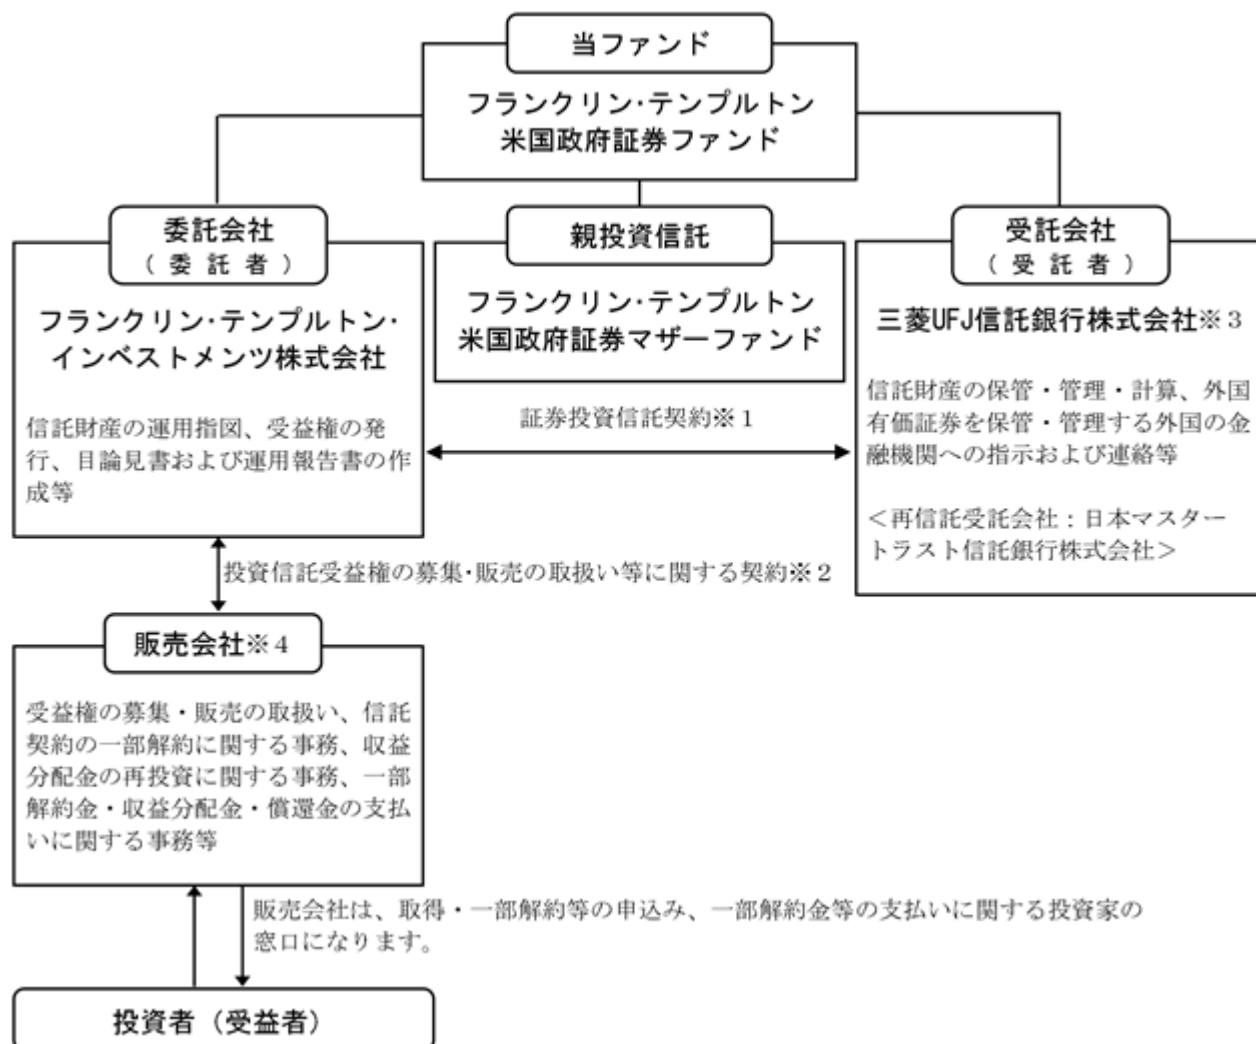 当ファンド
フランクリン・テンプルトン
米国政府証券ファンド
委託会社
（ 委 託 者 ）
フランクリン・テンプルトン・
インベストメンツ株式会社
信託財産の運用指図、受益権の発
行、目論見書および運用報告書の作
成等
親投資信託
フランクリン・テンプルトン
米国政府証券マザーファンド
証券投資信託契約※１
受託会社
（ 受 託 者 ）
三菱UFJ信託銀行株式会社※３
信託財産の保管・管理・計算、外国
有価証券を保管・管理する外国の金
融機関への指示および連絡等
＜再信託受託会社：日本マスター
トラスト信託銀行株式会社＞
投資信託受益権の募集・販売の取扱い等に関する契約※２
販売会社※４
受益権の募集・販売の取扱い、信託
契約の一部解約に関する事務、収益
分配金の再投資に関する事務、一部
解約金・収益分配金・償還金の支払
いに関する事務等
販売会社は、取得・一部解約等の申込み、一部解約金等の支払いに関する投資家の
窓口になります。
投資者（受益者）